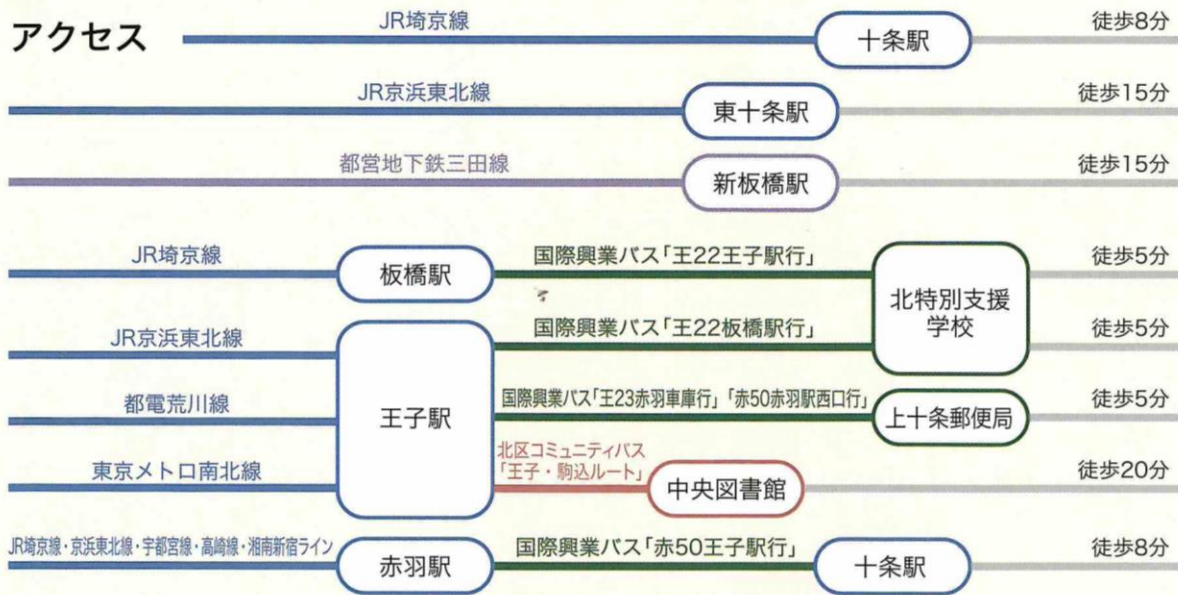 アクセス
JR埼京線
十条駅
徒歩8分
JR京浜東北線
東十条駅
徒歩15分
都営地下鉄三田線
新板橋駅
徒歩15分
JR埼京線
板橋駅
国際興業バス「王22王子駅行」
北特別支援
学校
徒歩5分
JR京浜東北線
王子駅
国際興業バス「王22板橋駅行」
徒歩5分
都電荒川線
国際興業バス「王23赤羽車庫行」「赤50赤羽駅西口行」
上十条郵便局
徒歩5分
東京メトロ南北線
北区コミュニティバス
「王子・駒込ルート」
中央図書館
徒歩20分
JR埼京線・京浜東北線・宇都宮線・高崎線・湘南新宿ライン
赤羽駅
国際興業バス「赤50王子駅行」
十条駅
徒歩8分